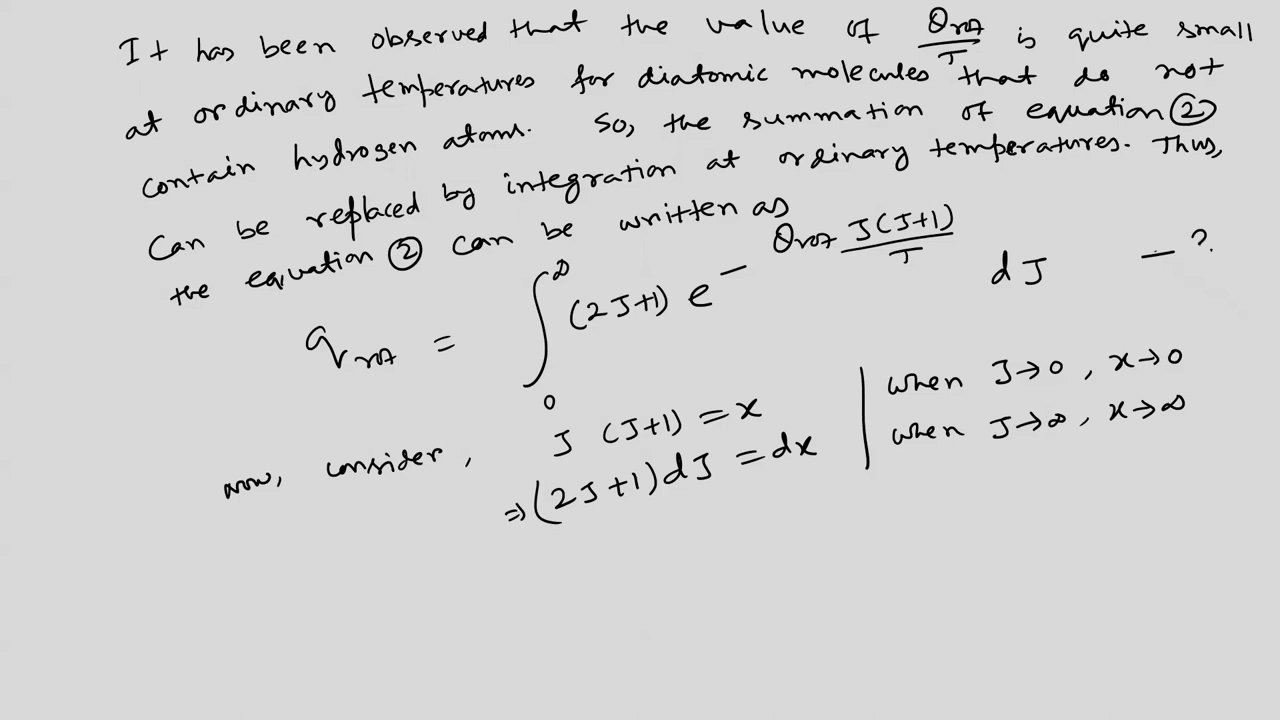 It has been observed that the value of θrot/T is quite small
at ordinary temperatures for diatomic molecules that do not
contain hydrogen atoms. So, the summation of equation ②
Can be replaced by integration at ordinary temperatures. Thus,
the equation ② can be written as
qrot = ∫₀^∞ (2J+1) e^(−θrot J(J+1)/T) dJ — ?
now, consider, J (J+1) = x
⇒ (2J+1) dJ = dx
when J→0, x→0
when J→∞, x→∞